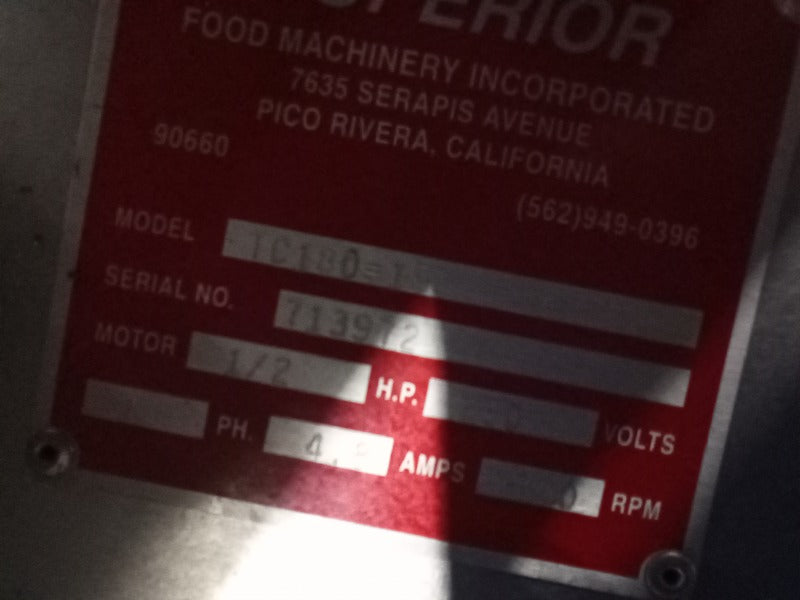 FOOD MACHINERY INCORPORATED
7635 SERAPIS AVENUE
PICO RIVERA, CALIFORNIA
90660
(562)949-0396
MODEL
SERIAL NO. 713972
MOTOR 1/2 H.P. VOLTS
PH. AMPS RPM